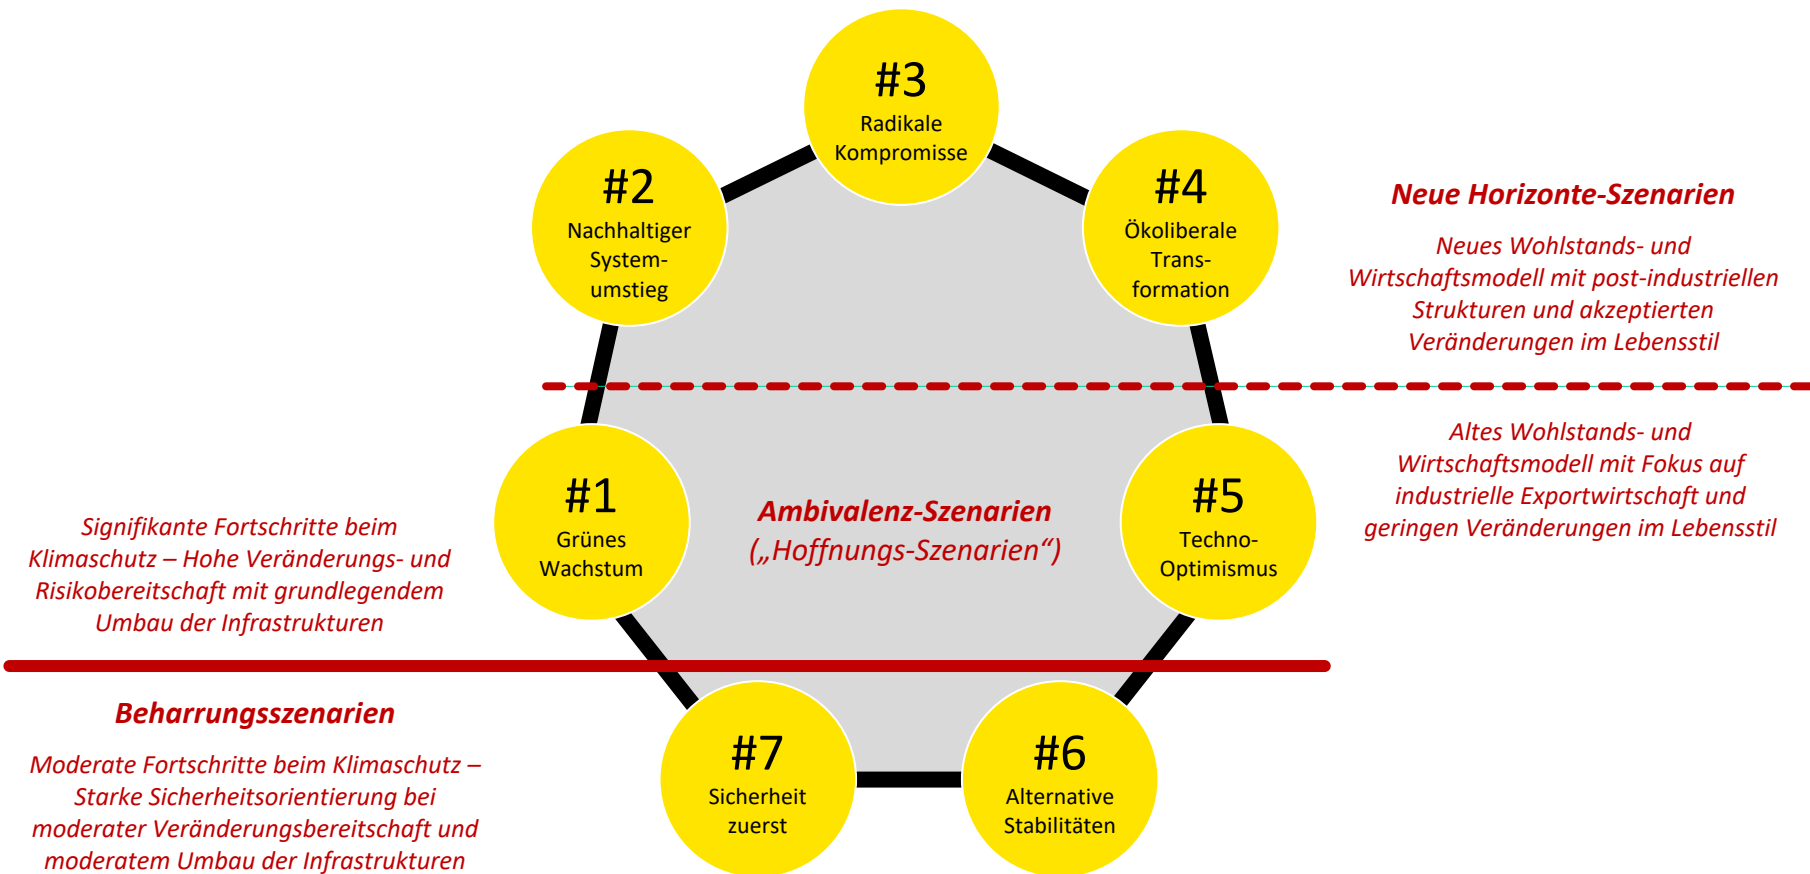 #3
Radikale
Kompromisse
#2
Nachhaltiger
System-
umstieg
#4
Ökoliberale
Trans-
formation
Neue Horizonte-Szenarien
Neues Wohlstands- und
Wirtschaftsmodell mit post-industriellen
Strukturen und akzeptierten
Veränderungen im Lebensstil
Altes Wohlstands- und
Wirtschaftsmodell mit Fokus auf
industrielle Exportwirtschaft und
geringen Veränderungen im Lebensstil
#1
Grünes
Wachstum
Ambivalenz-Szenarien
(„Hoffnungs-Szenarien“)
#5
Techno-
Optimismus
Signifikante Fortschritte beim
Klimaschutz – Hohe Veränderungs- und
Risikobereitschaft mit grundlegendem
Umbau der Infrastrukturen
Beharrungsszenarien
Moderate Fortschritte beim Klimaschutz –
Starke Sicherheitsorientierung bei
moderater Veränderungsbereitschaft und
moderatem Umbau der Infrastrukturen
#7
Sicherheit
zuerst
#6
Alternative
Stabilitäten